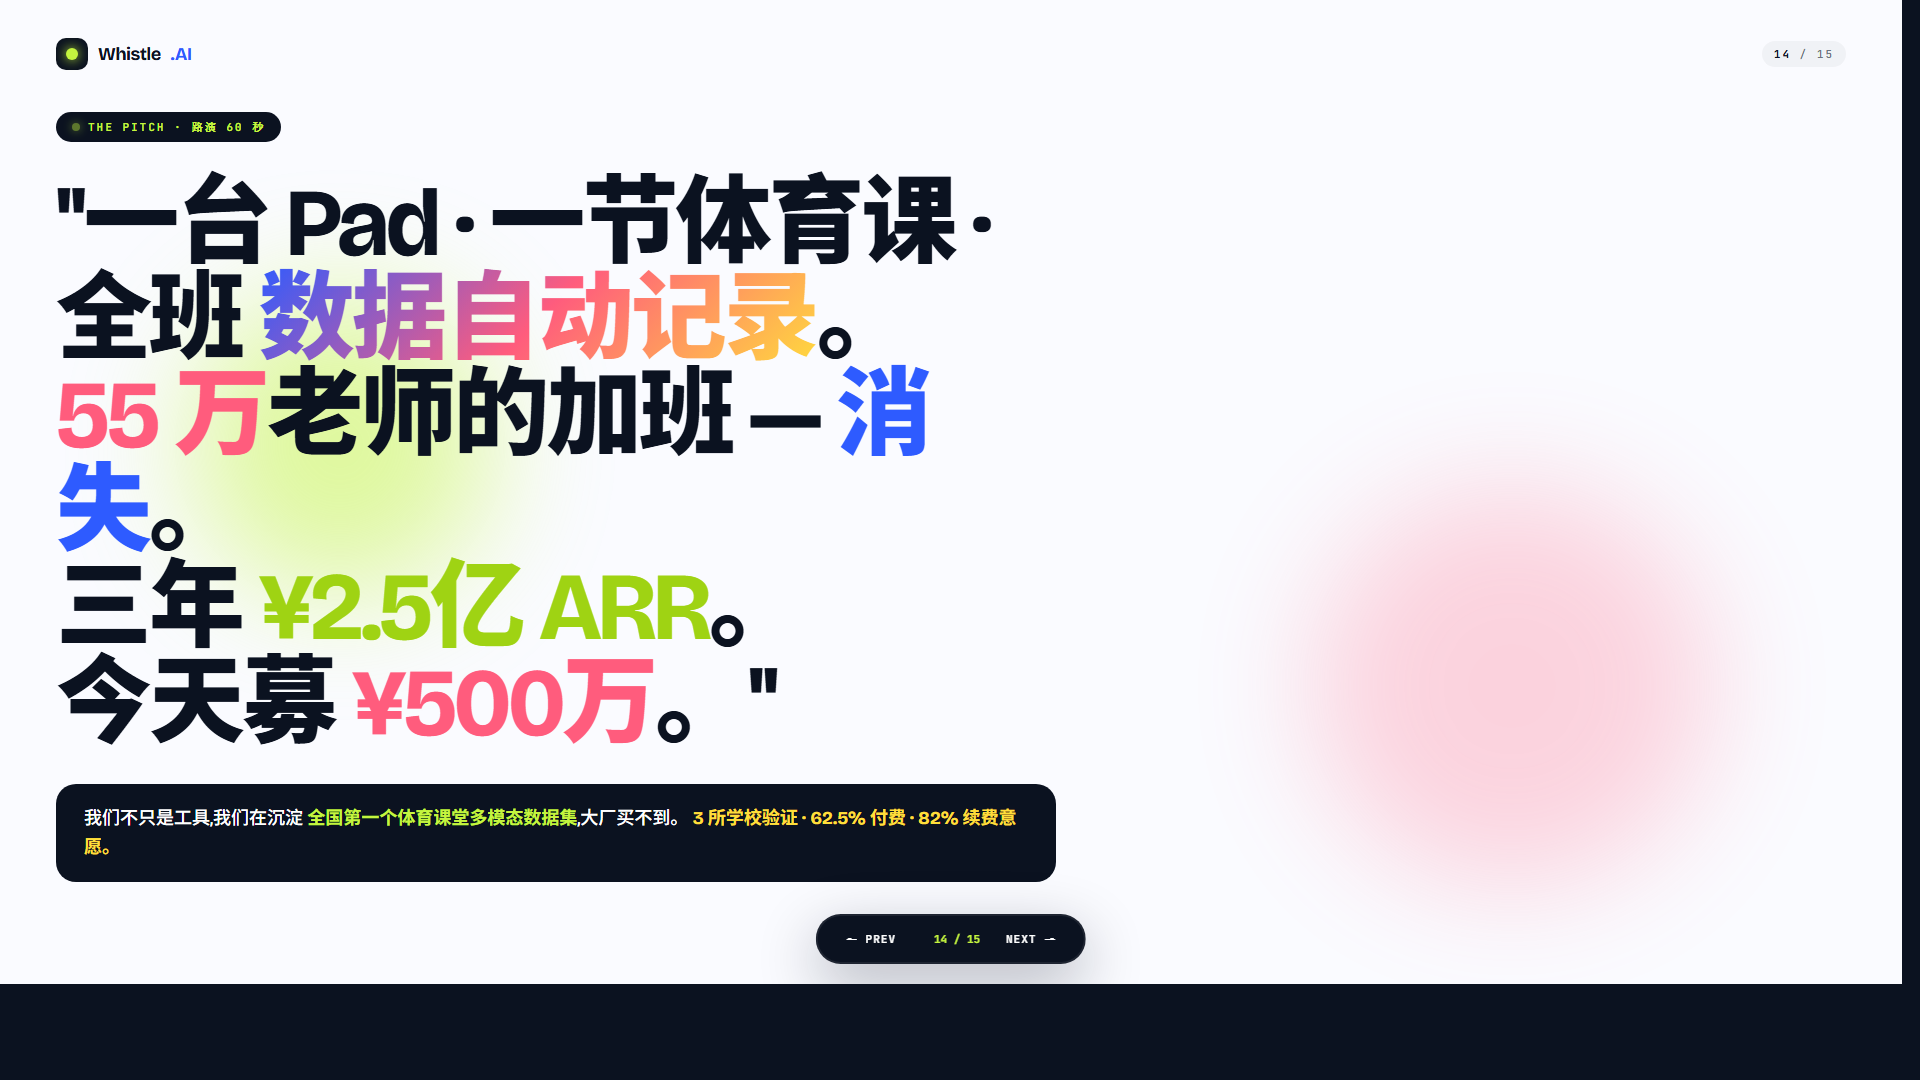 Whistle .AI
14 / 15
THE PITCH · 路演 60 秒
"一台 Pad · 一节体育课 ·
全班 数据自动记录。
55 万老师的加班 — 消
失。
三年 ¥2.5亿 ARR。
今天募 ¥500万。"
我们不只是工具,我们在沉淀 全国第一个体育课堂多模态数据集,大厂买不到。 3 所学校验证 · 62.5% 付费 · 82% 续费意
愿。
← PREV 14 / 15 NEXT →